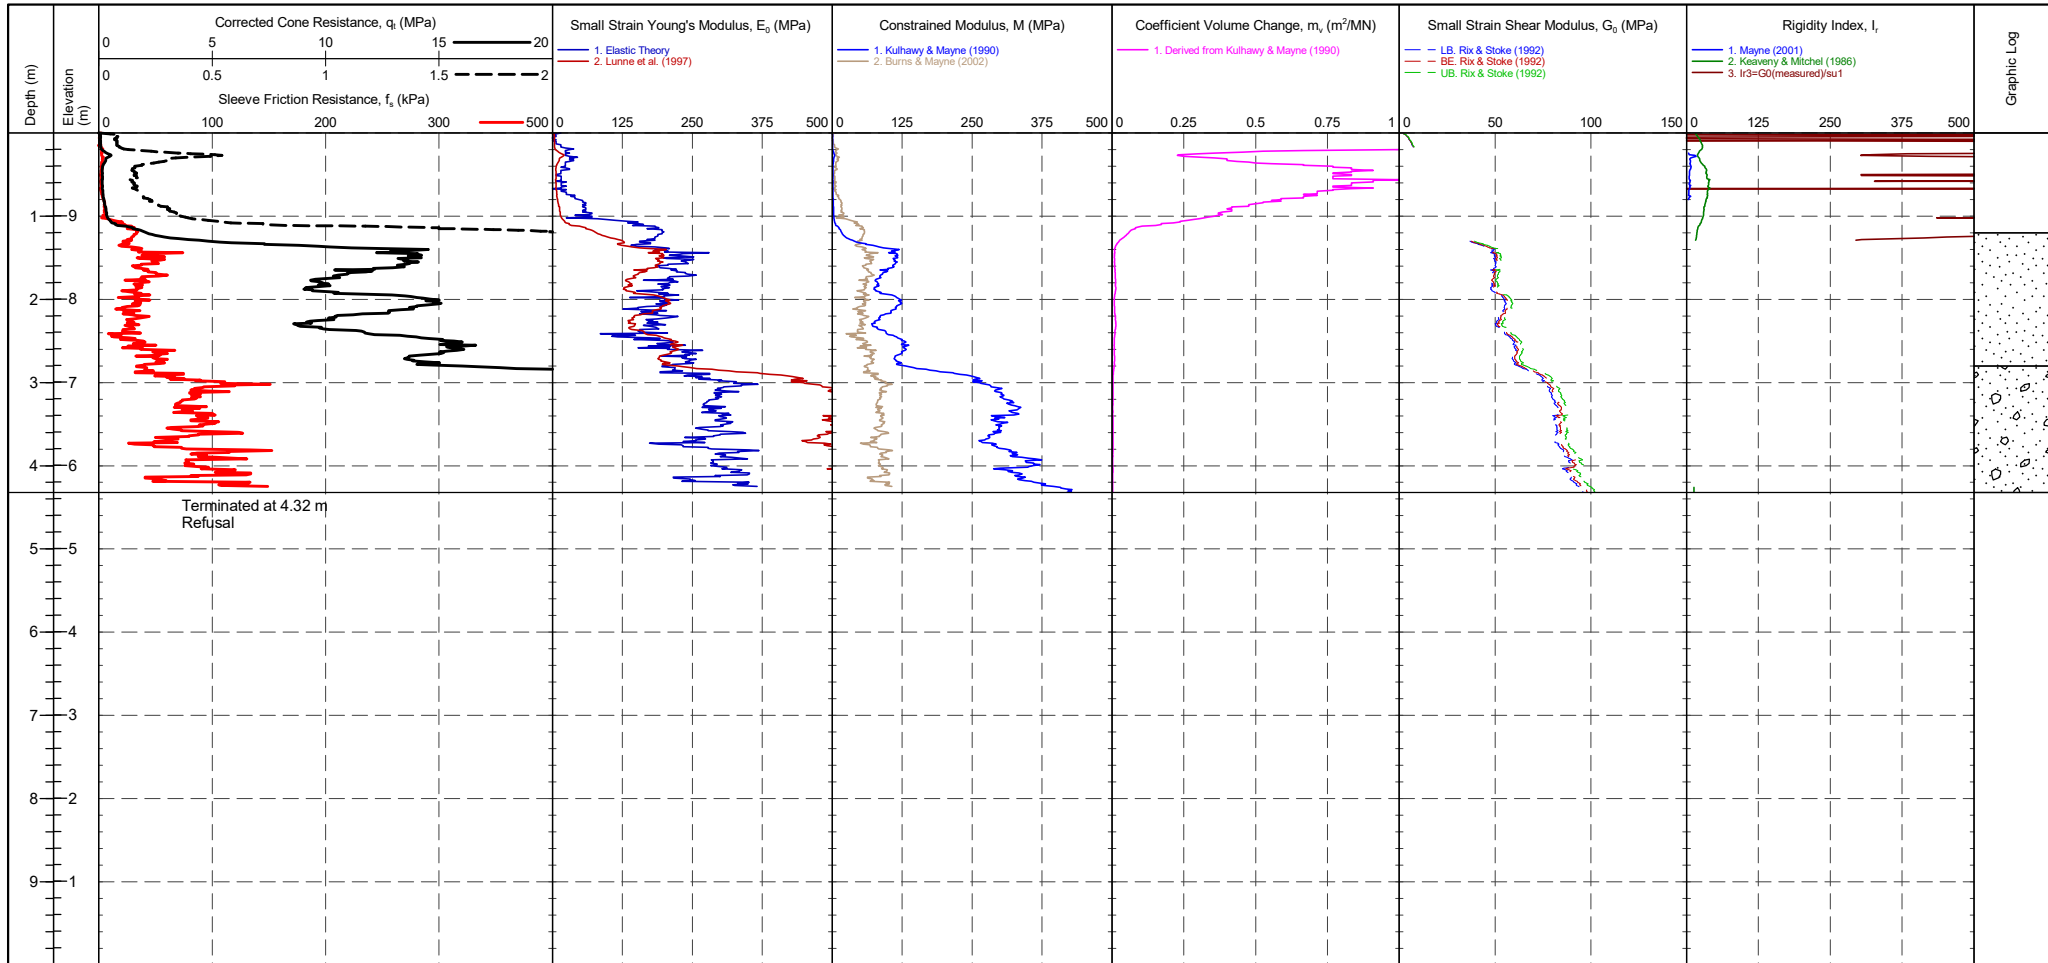 Corrected Cone Resistance, qt (MPa)
0 5 10 15 20
0 0.5 1 1.5 2
Sleeve Friction Resistance, fs (kPa)
0 100 200 300 500
Depth (m)
Elevation (m)
Small Strain Young's Modulus, E0 (MPa)
1. Elastic Theory
2. Lunne et al. (1997)
0 125 250 375 500
Constrained Modulus, M (MPa)
1. Kulhawy & Mayne (1990)
2. Burns & Mayne (2002)
0 125 250 375 500
Coefficient Volume Change, mv (m²/MN)
1. Derived from Kulhawy & Mayne (1990)
0 0.25 0.5 0.75 1
Small Strain Shear Modulus, G0 (MPa)
LB. Rix & Stoke (1992)
BE. Rix & Stoke (1992)
UB. Rix & Stoke (1992)
0 50 100 150
Rigidity Index, Ir
1. Mayne (2001)
2. Keaveny & Mitchel (1986)
3. Ir3=G0(measured)/su1
0 125 250 375 500
Graphic Log
1 9
2 8
3 7
4 6
Terminated at 4.32 m
Refusal
5 5
6 4
7 3
8 2
9 1